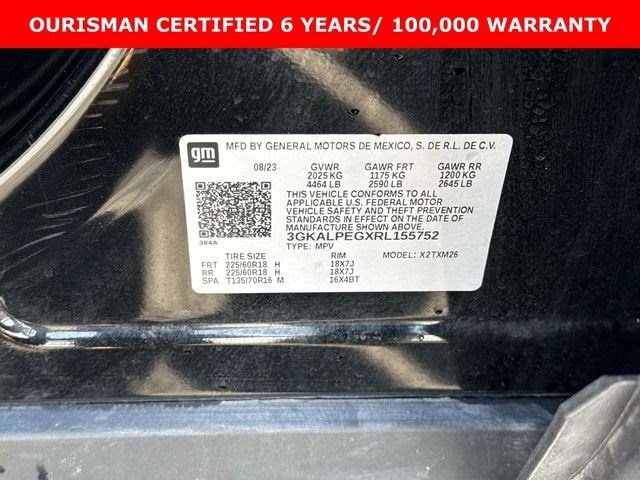 OURISMAN CERTIFIED 6 YEARS/ 100,000 WARRANTY
gm MFD BY GENERAL MOTORS DE MEXICO, S. DE R.L. DE C.V.
08/23 GVWR GAWR FRT GAWR RR
2025 KG 1175 KG 1200 KG
4464 LB 2590 LB 2645 LB
THIS VEHICLE CONFORMS TO ALL
APPLICABLE U.S. FEDERAL MOTOR
VEHICLE SAFETY AND THEFT PREVENTION
STANDARDS IN EFFECT ON THE DATE OF
MANUFACTURE SHOWN ABOVE.
384A 3GKALPEGXRL155752
TYPE: MPV MODEL: X2TXM26
TIRE SIZE RIM
FRT 225/60R18 H 18X7J
RR 225/60R18 H 18X7J
SPA T135/70R16 M 16X4BT